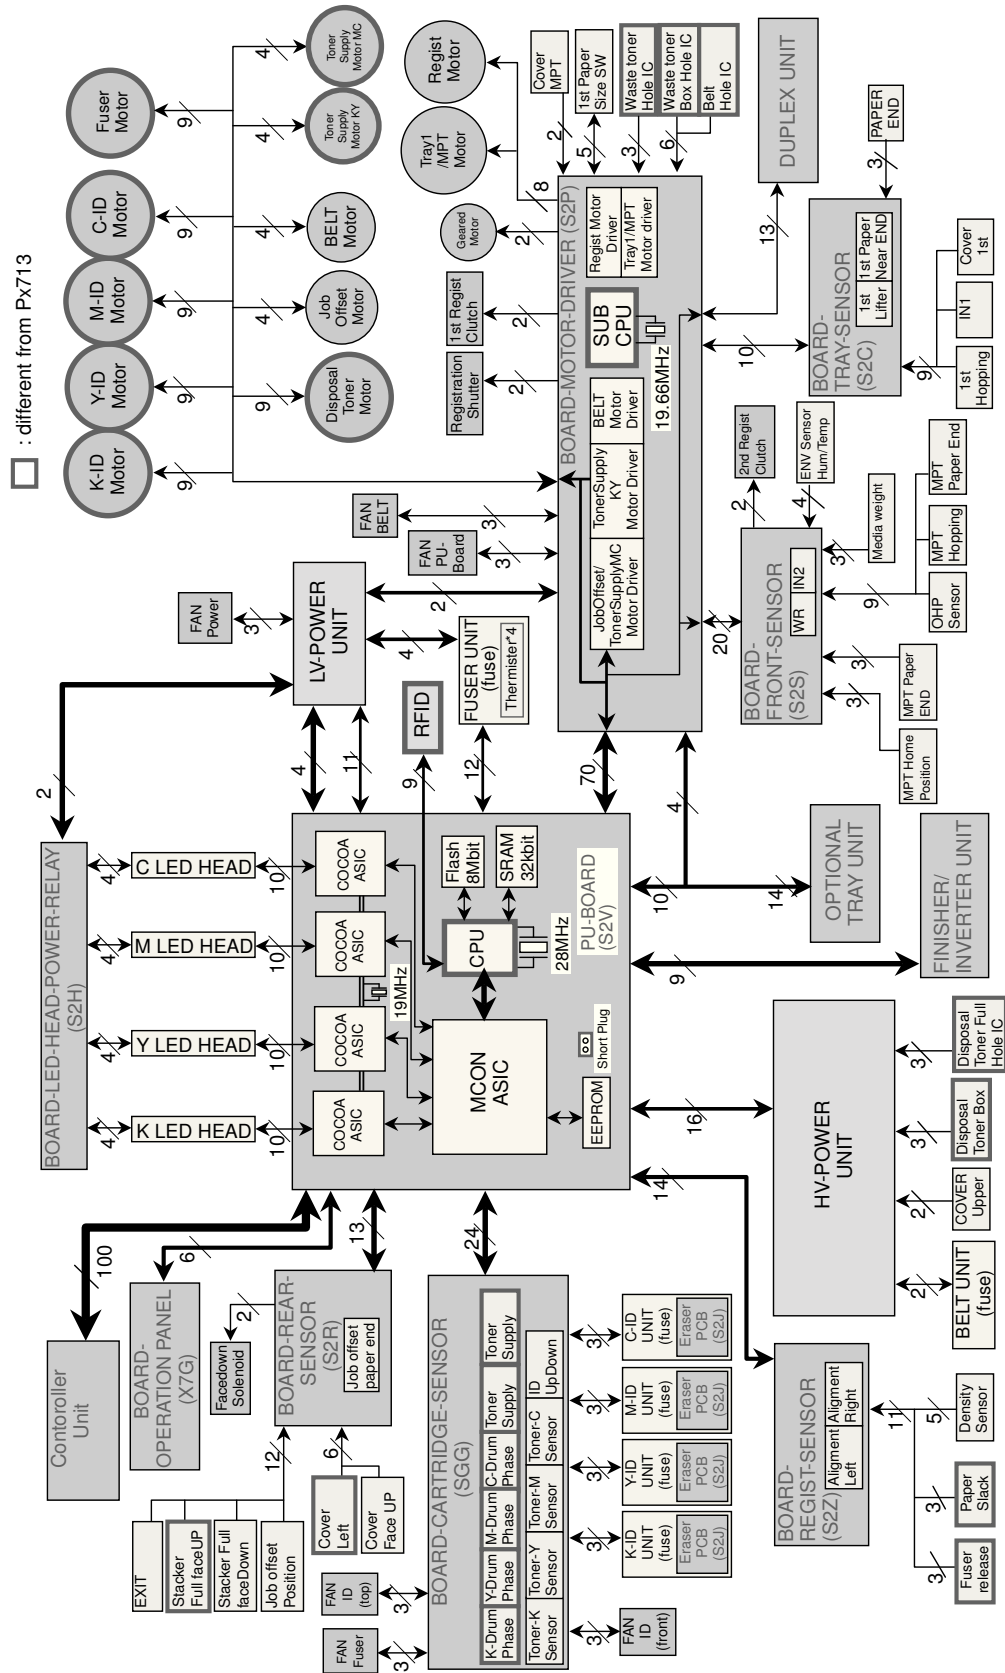 : different from Px713
K-ID
Motor
Y-ID
Motor
M-ID
Motor
C-ID
Motor
Fuser
Motor
9
9
9
9
9
9
4
4
4
4
Disposal
Toner
Motor
Job
Offset
Motor
BELT
Motor
Toner
Supply
Motor KY
Toner
Supply
Motor MC
Contoroller
Unit
100
BOARD-
OPERATION PANEL
(X7G)
6
BOARD-LED-HEAD-POWER-RELAY
(S2H)
2
4
4
4
4
K LED HEAD
Y LED HEAD
M LED HEAD
C LED HEAD
10
10
10
10
FAN
Power
3
LV-POWER
UNIT
4
11
4
2
FAN
PU-
Board
3
FAN
BELT
3
Registration
Shutter
2
1st Regist
Clutch
2
Geared
Motor
2
Tray1
/MPT
Motor
Regist
Motor
8
Cover
MPT
2
1st Paper
Size SW
5
Waste toner
Hole IC
3
Waste toner
Box Hole IC
Belt
Hole IC
6
EXIT
Stacker
Full faceUP
Stacker Full
faceDown
Job offset
Position
12
Facedown
Solenoid
2
BOARD-REAR-
SENSOR
(S2R)
Job offset
paper end
13
Cover
Left
Cover
Face UP
6
COCOA
ASIC
COCOA
ASIC
COCOA
ASIC
COCOA
ASIC
19MHz
MCON
ASIC
CPU
28MHz
Flash
8Mbit
SRAM
32kbit
EEPROM
Short Plug
PU-BOARD
(S2-V)
RFID
9
FUSER UNIT
(fuse)
Thermister*4
12
70
BOARD-MOTOR-DRIVER (S2P)
JobOffset/
TonerSupplyMC
Motor Driver
TonerSupply
KY
Motor Driver
BELT
Motor
Driver
SUB
CPU
19.66MHz
Regist Motor
Driver
Tray1/MPT
Motor driver
FAN
Fuser
3
FAN
ID
(top)
3
BOARD-CARTRIDGE-SENSOR
(SGG)
K-Drum
Phase
Y-Drum
Phase
M-Drum
Phase
C-Drum
Phase
Toner
Supply
Toner
Supply
Toner-K
Sensor
Toner-Y
Sensor
Toner-M
Sensor
Toner-C
Sensor
ID
UpDown
24
3
3
3
3
3
FAN
ID
(front)
K-ID
UNIT
(fuse)
Eraser
PCB
(S2J)
Y-ID
UNIT
(fuse)
Eraser
PCB
(S2J)
M-ID
UNIT
(fuse)
Eraser
PCB
(S2J)
C-ID
UNIT
(fuse)
Eraser
PCB
(S2J)
14
16
9
10
4
14
20
10
13
DUPLEX UNIT
BOARD-
FRONT-SENSOR
(S2S)
WR
IN2
2
2nd Regist
Clutch
4
ENV Sensor
Hum/Temp
3
Media weight
9
OHP
Sensor
MPT
Hopping
MPT
Paper End
3
MPT Paper
END
3
MPT Home
Position
BOARD-
TRAY-SENSOR
(S2C)
1st
Lifter
1st Paper
Near END
3
PAPER
END
9
1st
Hopping
IN1
Cover
1st
BOARD-
REGIST-SENSOR
(S2Z)
Aligment
Left
Aligment
Right
11
3
Fuser
release
3
Paper
Slack
5
Density
Sensor
HV-POWER
UNIT
2
BELT UNIT
(fuse)
2
COVER
Upper
3
Disposal
Toner Box
3
Disposal
Toner Full
Hole IC
FINISHER/
INVERTER UNIT
OPTIONAL
TRAY UNIT